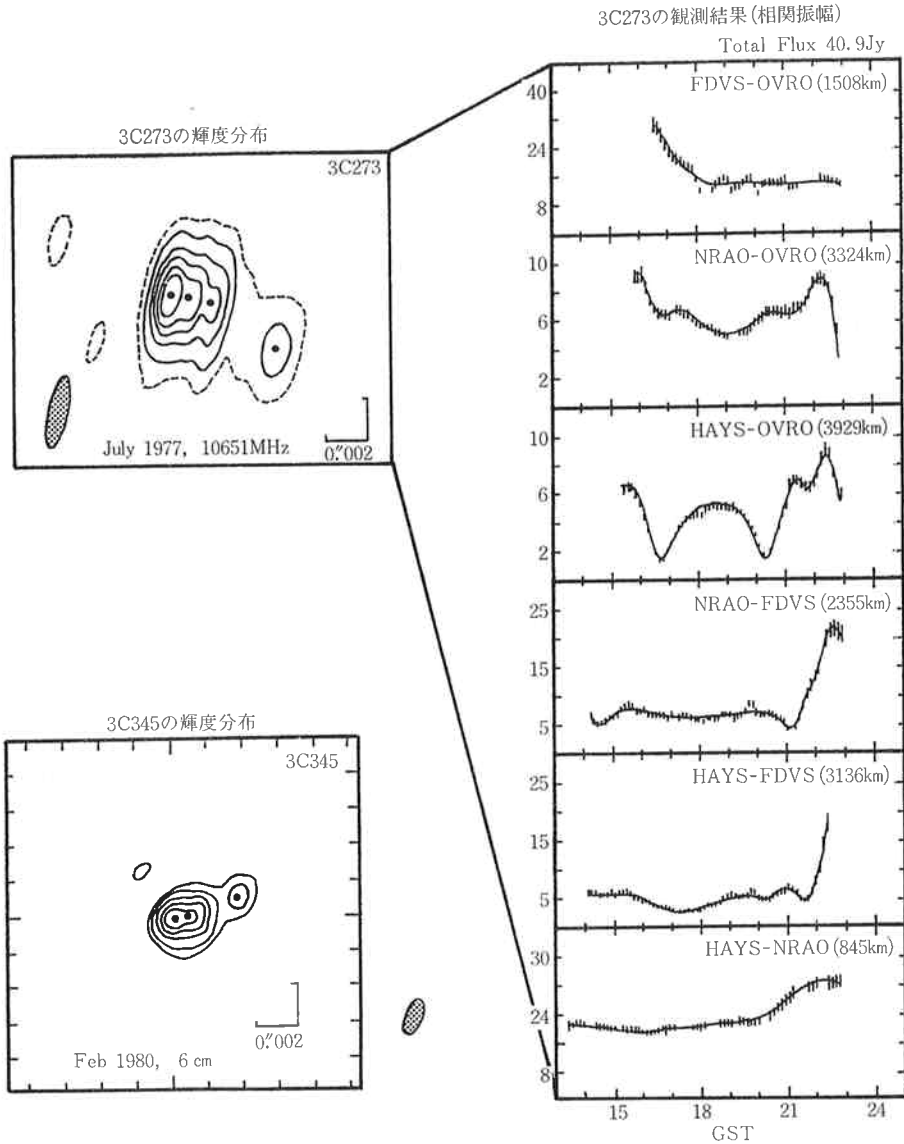 3C273の観測結果(相関振幅)
Total Flux 40.9Jy
3C273の輝度分布
3C273
July 1977, 10651MHz
0."002
FDVS-OVRO(1508km)
40
24
8
NRAO-OVRO(3324km)
10
6
2
HAYS-OVRO(3929km)
10
6
2
NRAO-FDVS(2355km)
25
15
5
HAYS-FDVS(3136km)
25
15
5
HAYS-NRAO(845km)
30
24
8
15 18 21 24
GST
3C345の輝度分布
3C345
0."002
Feb 1980, 6cm